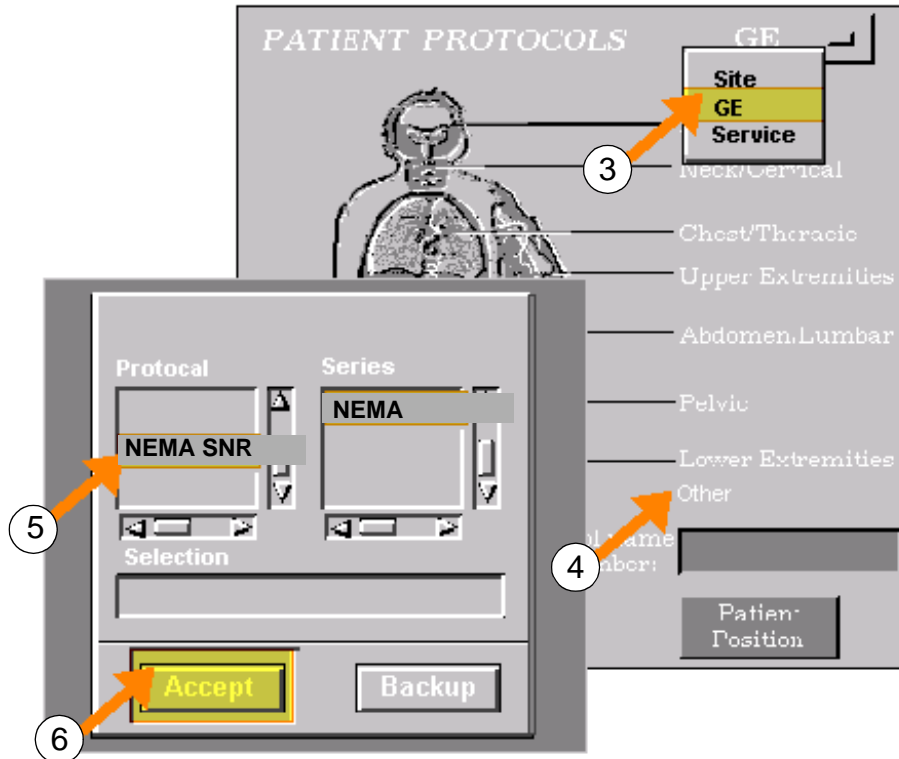 PATIENT PROTOCOLS GE
Site
GE
Service
3
Neck/Cervical
Chest/Thoracic
Upper Extremities
Abdomen,Lumbar
Pelvic
Lower Extremities
Other
4
name
Patient
Position
Protocal Series
NEMA
NEMA SNR
5
Selection
Accept Backup
6